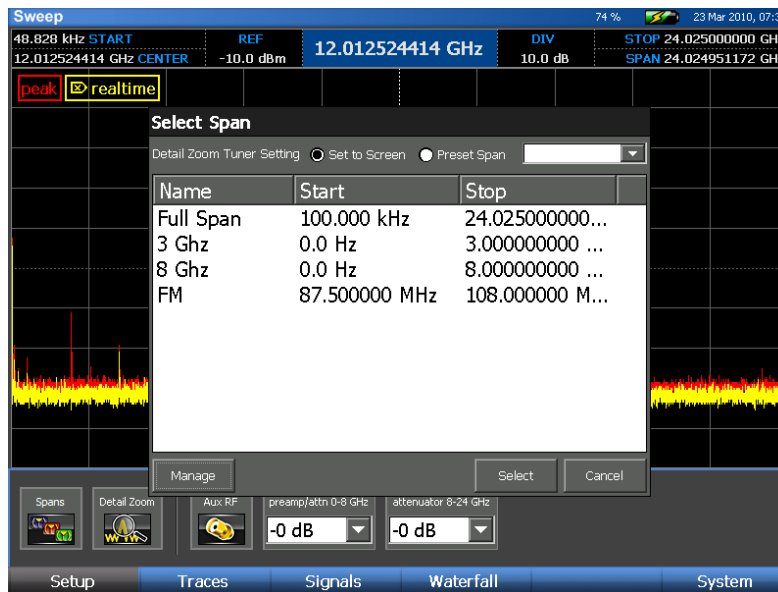 Sweep 74 % 23 Mar 2010, 07:3
48.828 kHz START REF 12.012524414 GHz DIV STOP 24.025000000 GH
12.012524414 GHz CENTER -10.0 dBm 10.0 dB SPAN 24.024951172 GH
peak realtime
Select Span
Detail Zoom Tuner Setting Set to Screen Preset Span
Name Start Stop
Full Span 100.000 kHz 24.025000000...
3 Ghz 0.0 Hz 3.000000000 ...
8 Ghz 0.0 Hz 8.000000000 ...
FM 87.500000 MHz 108.000000 M...
Manage Select Cancel
Spans Detail Zoom Aux RF preamp/attn 0-8 GHz attenuator 8-24 GHz
-0 dB -0 dB
Setup Traces Signals Waterfall System